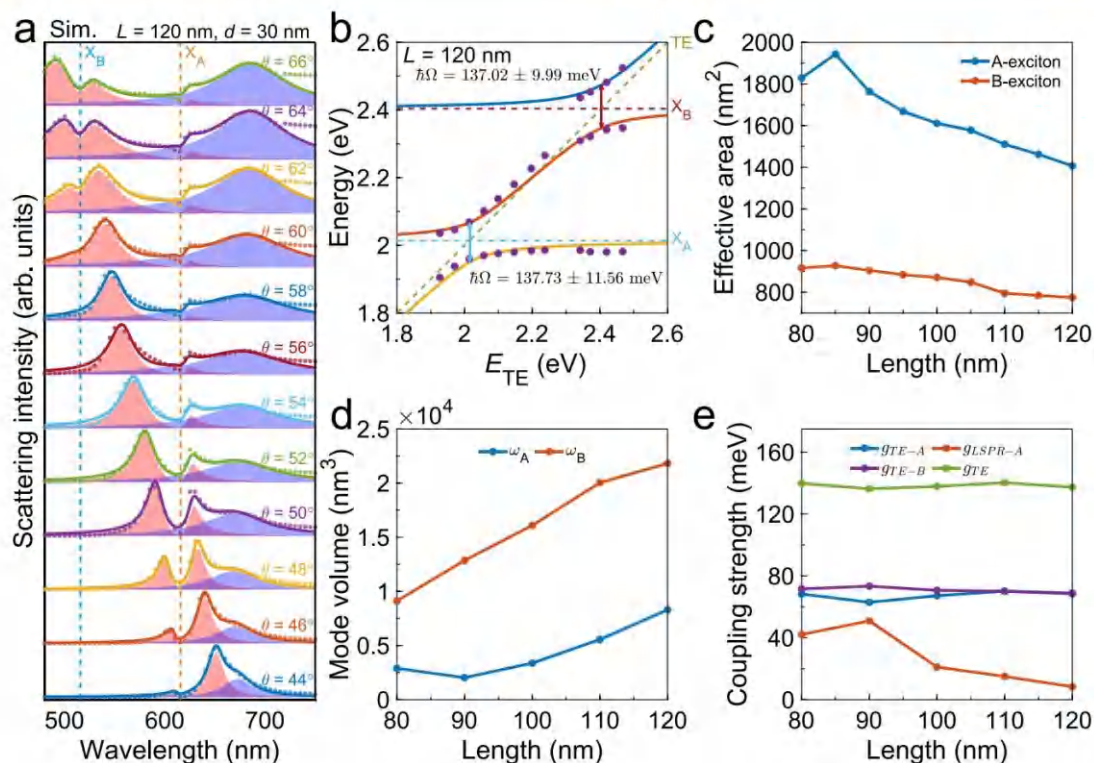 a
Sim.
L = 120 nm, d = 30 nm
X_B
X_A
θ = 66°
θ = 64°
θ = 62°
θ = 60°
θ = 58°
θ = 56°
θ = 54°
θ = 52°
θ = 50°
θ = 48°
θ = 46°
θ = 44°
Scattering intensity (arb. units)
500 600 700
Wavelength (nm)
b
L = 120 nm
TE
ℏΩ = 137.02 ± 9.99 meV
X_B
X_A
ℏΩ = 137.73 ± 11.56 meV
2.6
2.4
2.2
2
1.8
Energy (eV)
1.8 2 2.2 2.4 2.6
E_TE (eV)
c
A-exciton
B-exciton
2000
1800
1600
1400
1200
1000
800
Effective area (nm²)
80 90 100 110 120
Length (nm)
d
×10⁴
ω_A ω_B
2.5
2
1.5
1
0.5
0
Mode volume (nm³)
80 90 100 110 120
Length (nm)
e
g_TE−A g_LSPR−A
g_TE−B g_TE
160
120
80
40
0
Coupling strength (meV)
80 90 100 110 120
Length (nm)